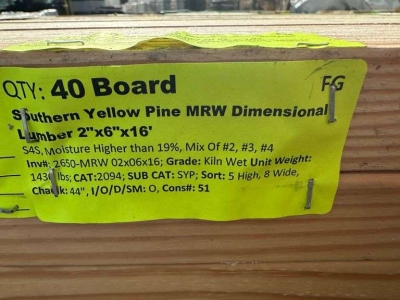 QTY: 40 Board FG
Southern Yellow Pine MRW Dimensional
Lumber 2"x6"x16'
S4S, Moisture Higher than 19%, Mix Of #2, #3, #4
Inv#: 2650-MRW 02x06x16; Grade: Kiln Wet Unit Weight:
1430 lbs; CAT:2094; SUB CAT: SYP; Sort: 5 High, 8 Wide,
Chalk: 44", I/O/D/SM: O, Cons#: 51